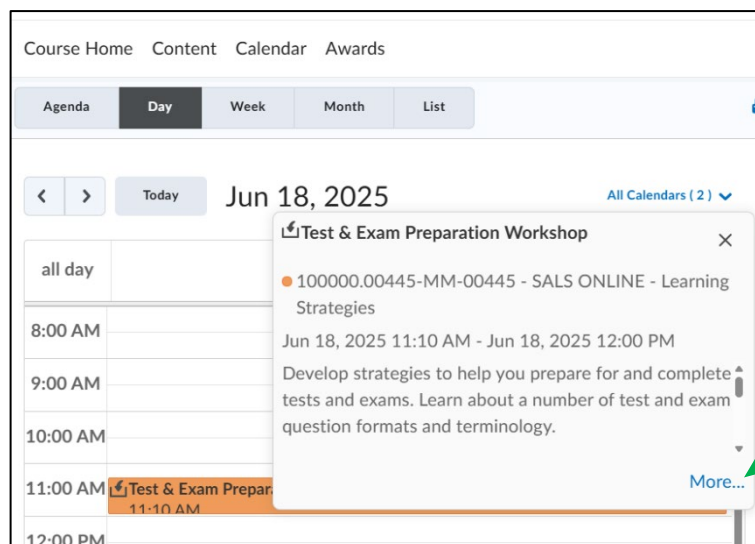 Course Home Content Calendar Awards
Agenda Day Week Month List
Today Jun 18, 2025 All Calendars ( 2 )
Test & Exam Preparation Workshop
all day
100000.00445-MM-00445 - SALS ONLINE - Learning
Strategies
8:00 AM
Jun 18, 2025 11:10 AM - Jun 18, 2025 12:00 PM
Develop strategies to help you prepare for and complete
9:00 AM
tests and exams. Learn about a number of test and exam
question formats and terminology.
10:00 AM
More...
11:00 AM Test & Exam Prepar
11:10 AM
12:00 PM